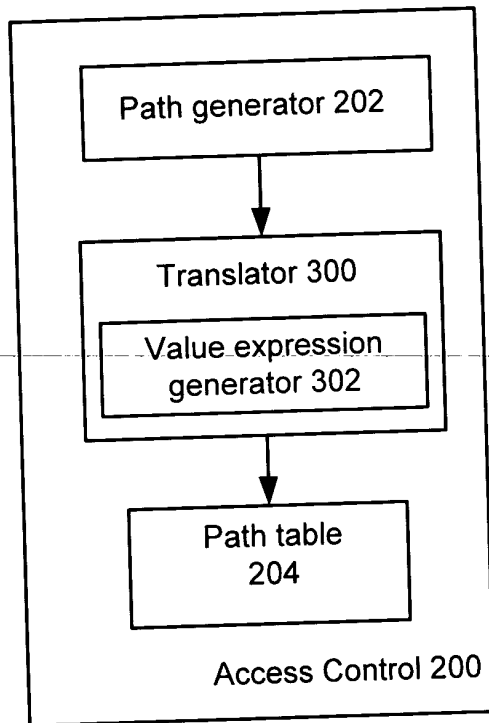 Path generator 202
Translator 300
Value expression
generator 302
Path table
204
Access Control 200